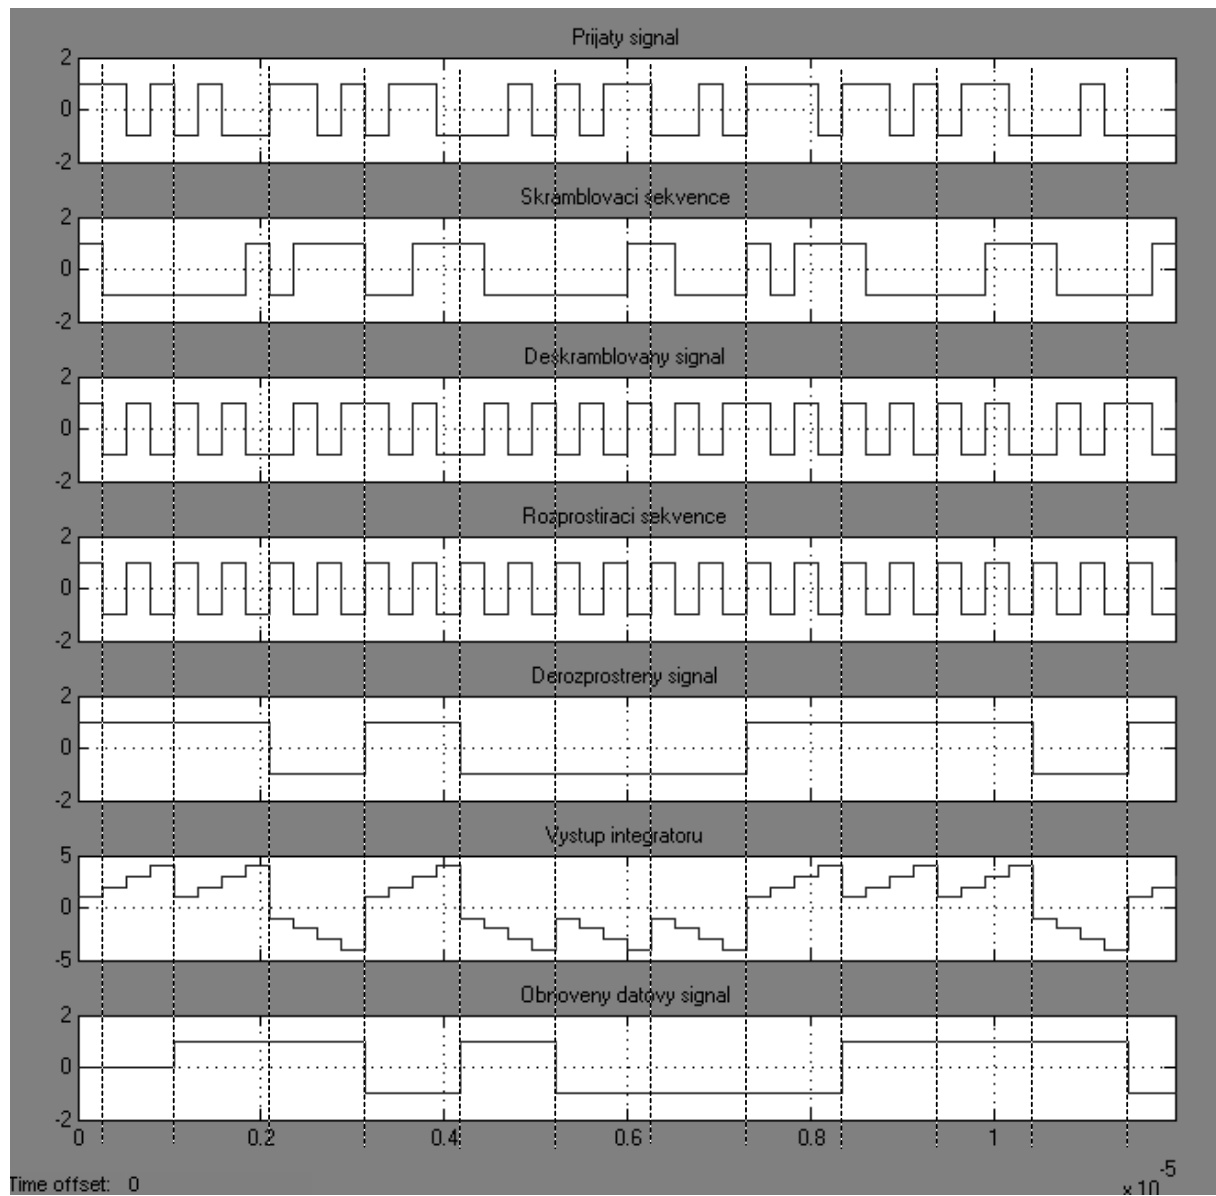 Prijaty signal
2
0
-2
Skramblovaci sekvence
2
0
-2
Deskramblovany signal
2
0
-2
Rozprostiraci sekvence
2
0
-2
Derozprostreny signal
2
0
-2
Vystup integratoru
5
0
-5
Obnoveny datovy signal
2
0
-2
0 0.2 0.4 0.6 0.8 1
x 10 -5
Time offset: 0